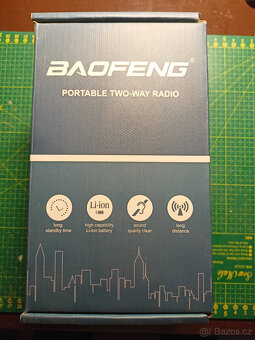 BAOFENG®
PORTABLE TWO-WAY RADIO
Li-ion
long
standby time
high capability
Li-ion battery
sound
quality clear
long
distance
Bazoš.cz